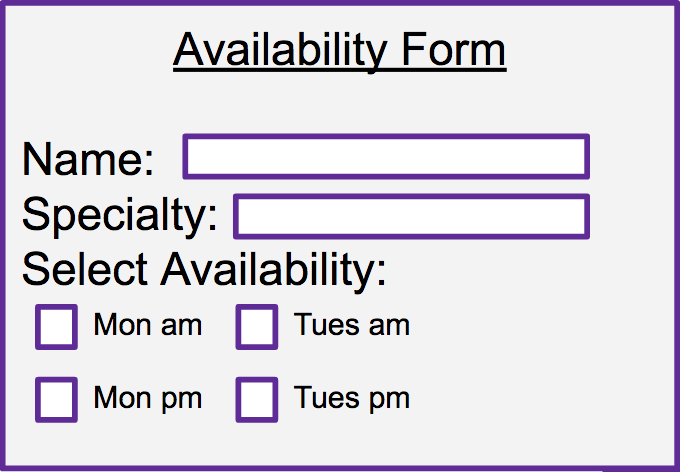 Availability Form
Name:
Specialty:
Select Availability:
Mon am Tues am
Mon pm Tues pm